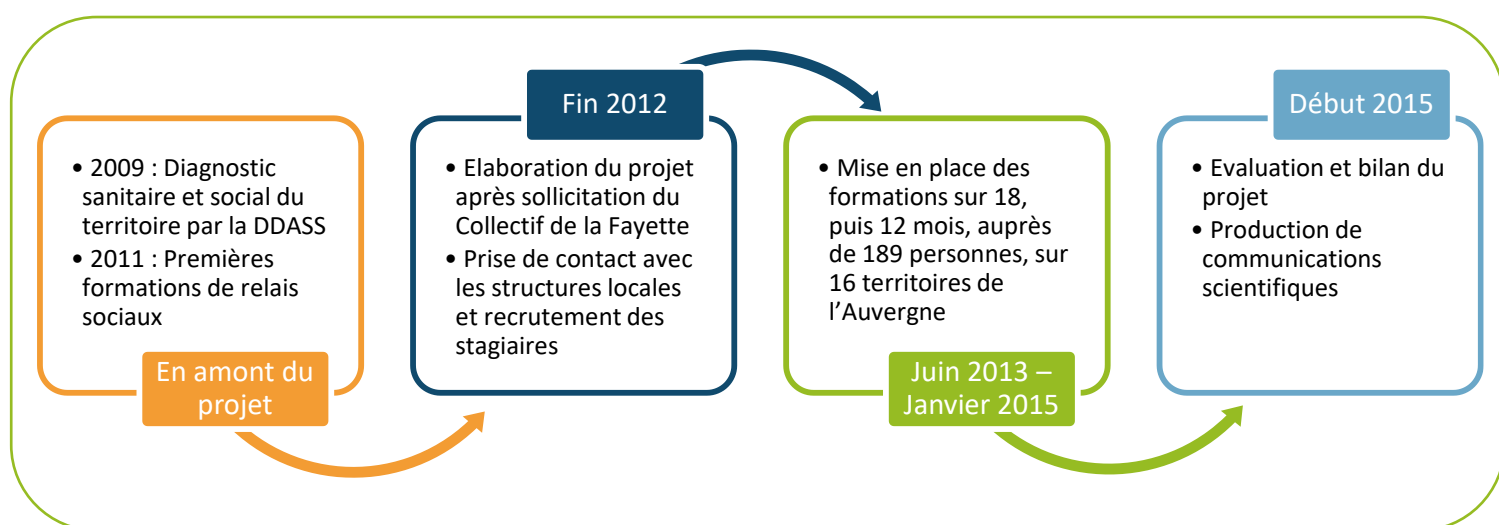 • 2009 : Diagnostic
sanitaire et social du
territoire par la DDASS
• 2011 : Premières
formations de relais
sociaux
En amont du
projet
Fin 2012
• Elaboration du projet
après sollicitation du
Collectif de la Fayette
• Prise de contact avec
les structures locales
et recrutement des
stagiaires
• Mise en place des
formations sur 18,
puis 12 mois, auprès
de 189 personnes, sur
16 territoires de
l’Auvergne
Juin 2013 –
Janvier 2015
Début 2015
• Evaluation et bilan du
projet
• Production de
communications
scientifiques